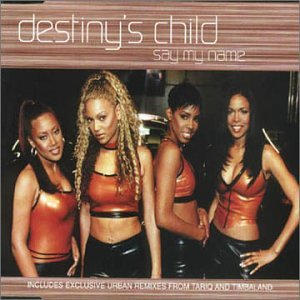 destiny's child
say my name
INCLUDES EXCLUSIVE URBAN REMIXES FROM TARIQ AND TIMBALAND